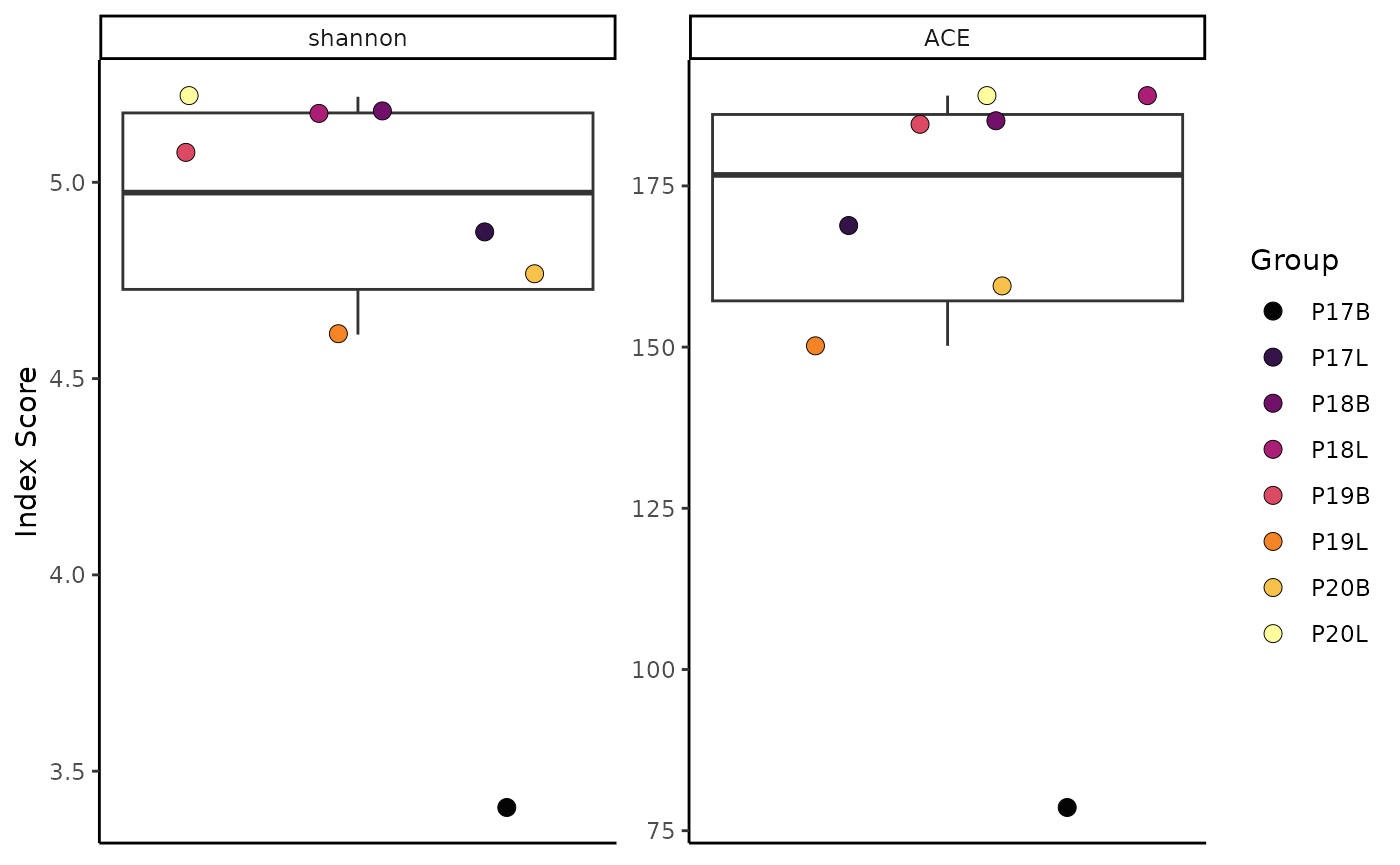 shannon
ACE
Index Score
5.0
4.5
4.0
3.5
175
150
125
100
75
Group
P17B
P17L
P18B
P18L
P19B
P19L
P20B
P20L